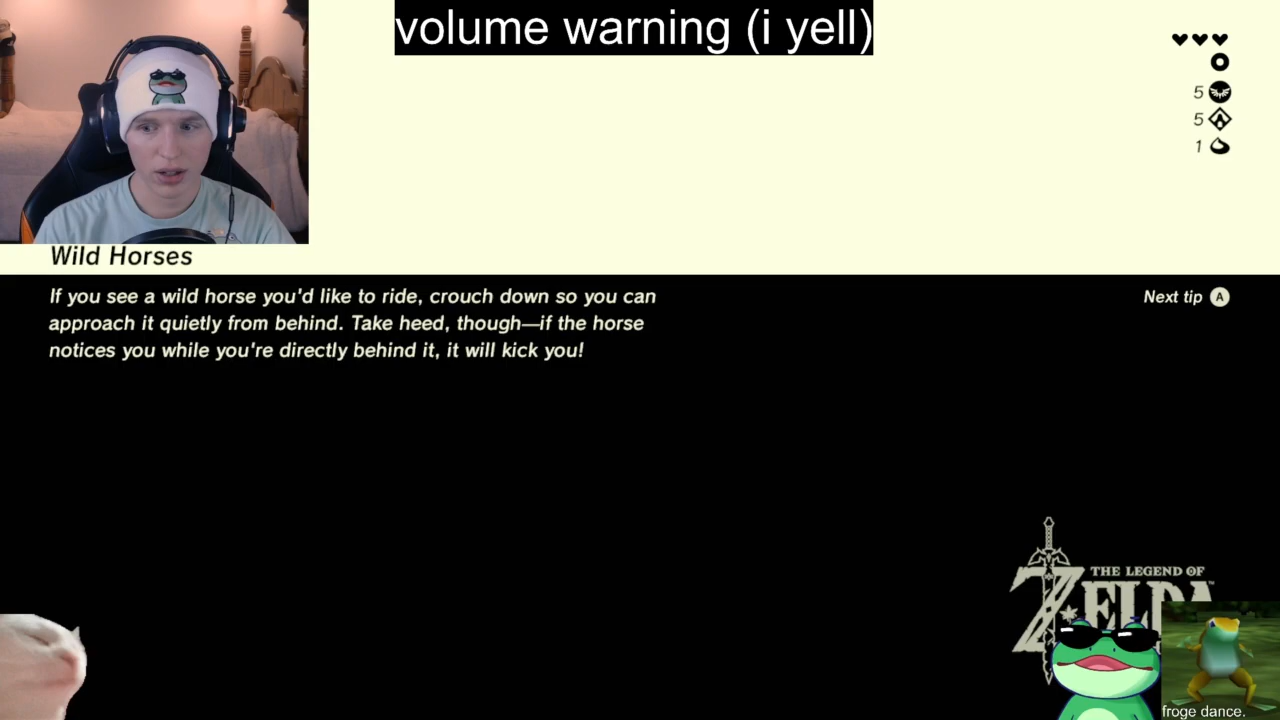 volume warning (i yell)
5
5
1
Wild Horses
If you see a wild horse you'd like to ride, crouch down so you can
approach it quietly from behind. Take heed, though—if the horse
notices you while you're directly behind it, it will kick you!
Next tip A
THE LEGEND OF
ZELDA
froge dance.